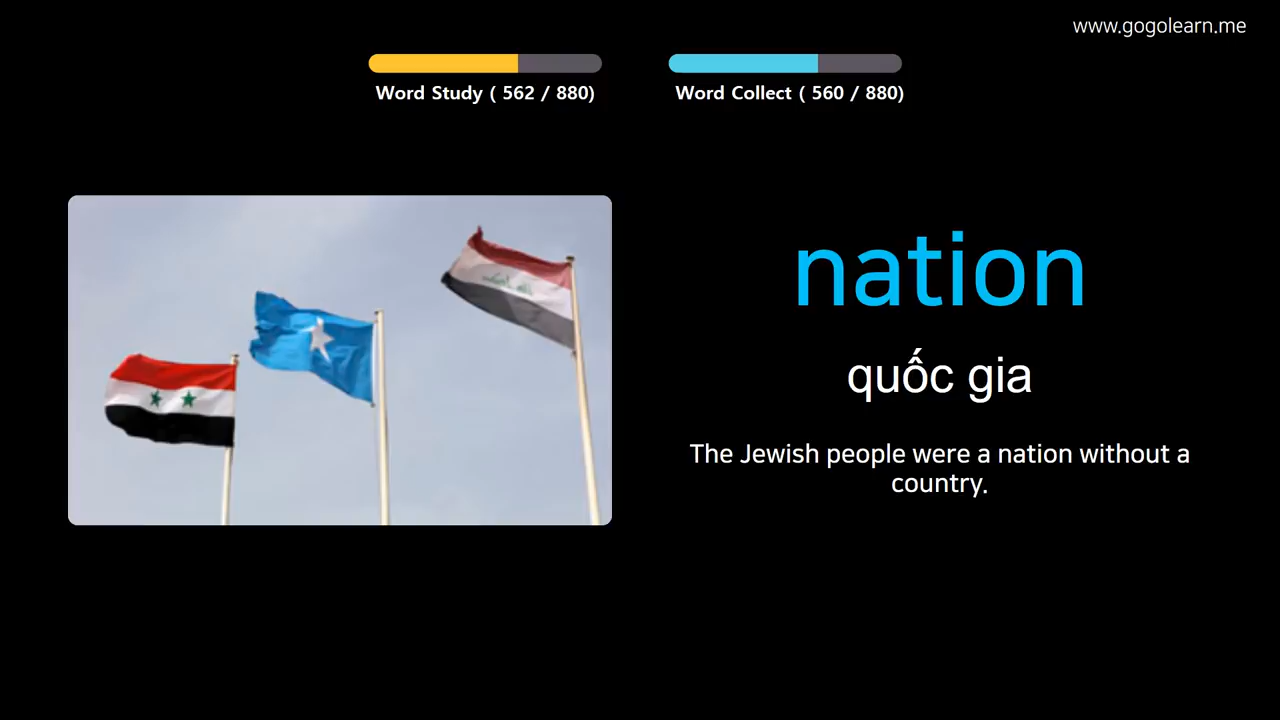 www.gogolearn.me
Word Study ( 562 / 880)
Word Collect ( 560 / 880)
nation
quốc gia
The Jewish people were a nation without a
country.